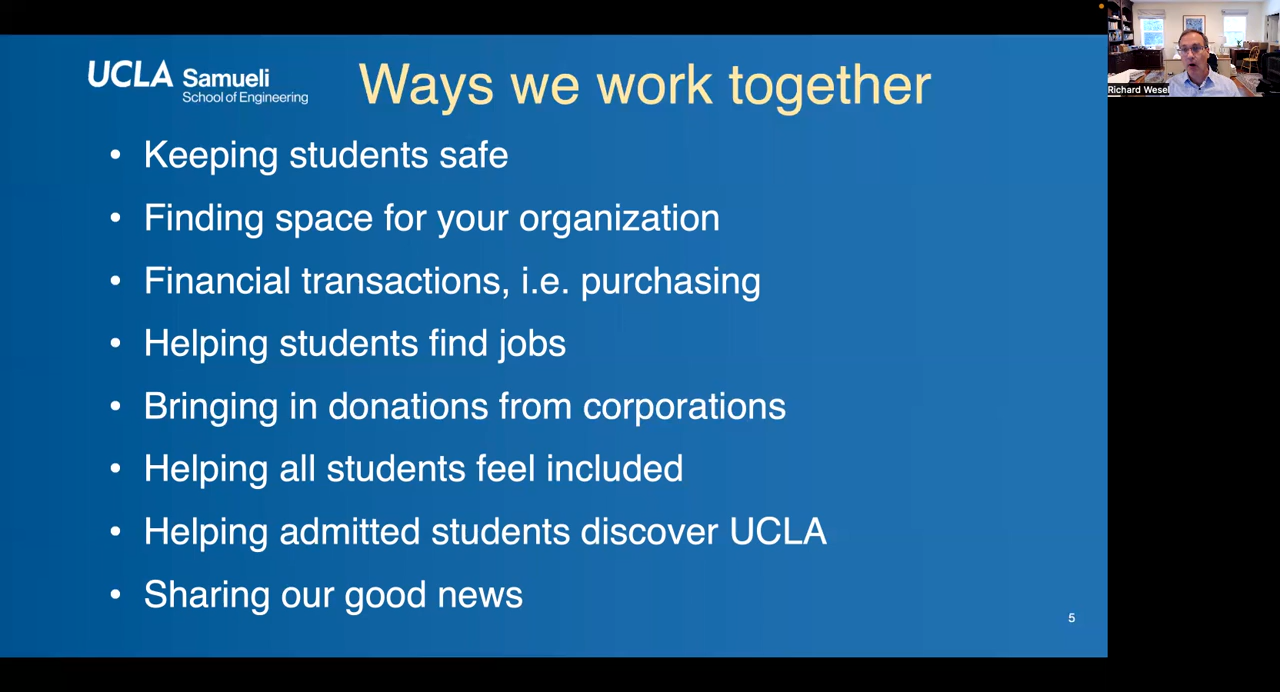 UCLA Samueli
School of Engineering
Ways we work together
• Keeping students safe
• Finding space for your organization
• Financial transactions, i.e. purchasing
• Helping students find jobs
• Bringing in donations from corporations
• Helping all students feel included
• Helping admitted students discover UCLA
• Sharing our good news
5
Richard Wesel